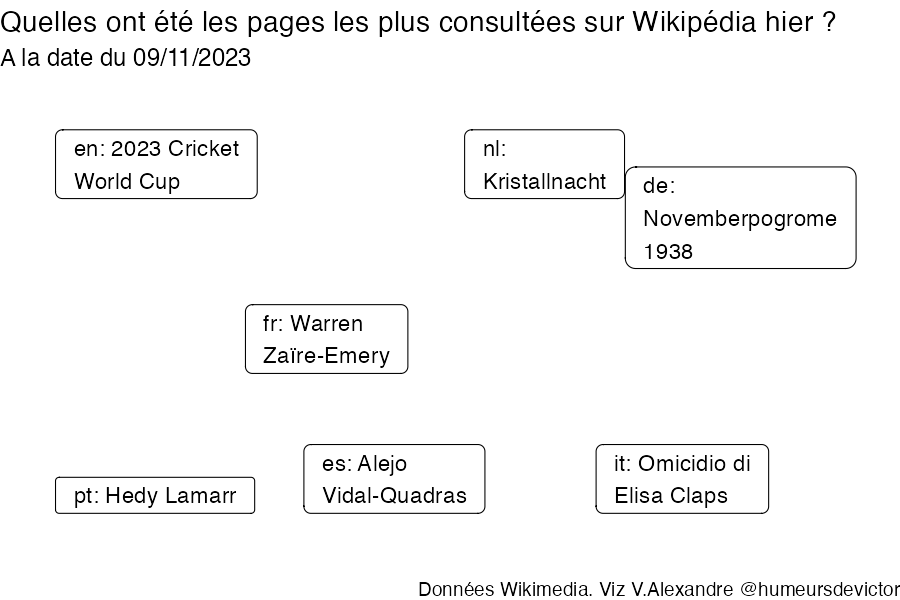 Quelles ont été les pages les plus consultées sur Wikipédia hier ?
A la date du 09/11/2023
en: 2023 Cricket
World Cup
nl:
Kristallnacht
de:
Novemberpogrome
1938
fr: Warren
Zaïre-Emery
es: Alejo
Vidal-Quadras
it: Omicidio di
Elisa Claps
pt: Hedy Lamarr
Données Wikimedia. Viz V.Alexandre @humeursdevictor